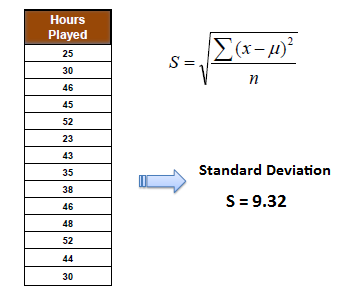 Hours
Played
25
30
46
45
52
23
43
35
38
46
48
52
44
30
S = √(∑(x − μ)² / n)
Standard Deviation
S = 9.32